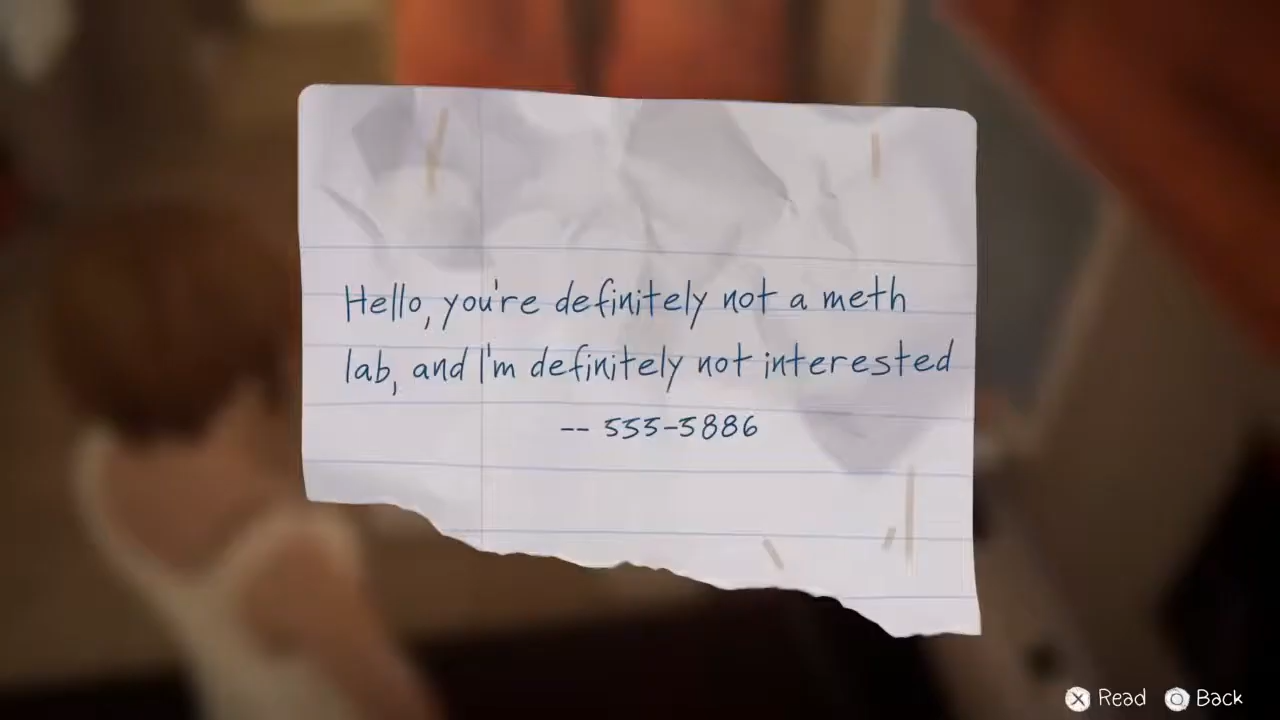 Hello, you're definitely not a meth
lab, and I'm definitely not interested
-- 555-5886
Read Back